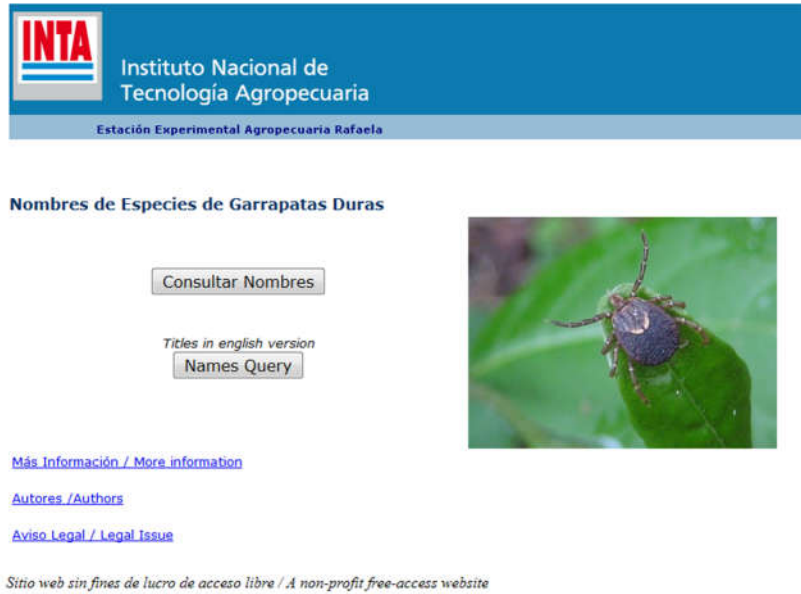 INTA
Instituto Nacional de
Tecnología Agropecuaria
Estación Experimental Agropecuaria Rafaela
Nombres de Especies de Garrapatas Duras
Consultar Nombres
Titles in english version
Names Query
Más Información / More information
Autores /Authors
Aviso Legal / Legal Issue
Sitio web sin fines de lucro de acceso libre / A non-profit free-access website